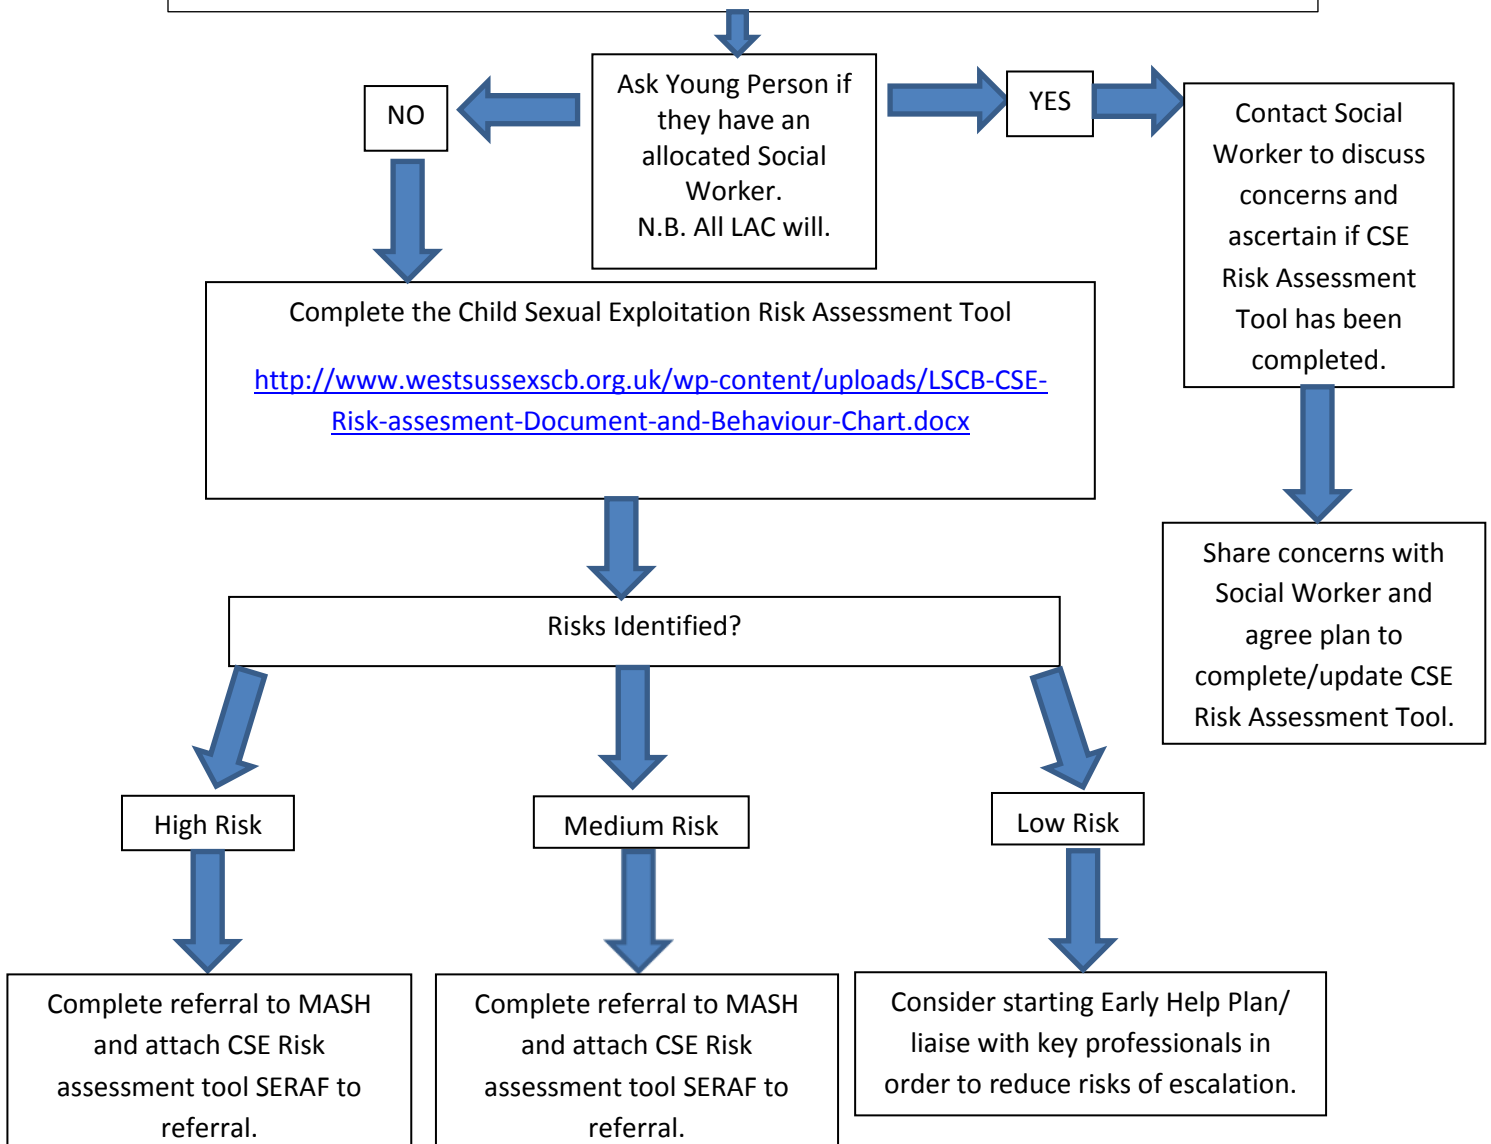 Ask Young Person if
they have an
allocated Social
Worker.
N.B. All LAC will.
NO
YES
Contact Social
Worker to discuss
concerns and
ascertain if CSE
Risk Assessment
Tool has been
completed.
Complete the Child Sexual Exploitation Risk Assessment Tool
http://www.westsussexscb.org.uk/wp-content/uploads/LSCB-CSE-
Risk-assesment-Document-and-Behaviour-Chart.docx
Share concerns with
Social Worker and
agree plan to
complete/update CSE
Risk Assessment Tool.
Risks Identified?
High Risk
Medium Risk
Low Risk
Complete referral to MASH
and attach CSE Risk
assessment tool SERAF to
referral.
Complete referral to MASH
and attach CSE Risk
assessment tool SERAF to
referral.
Consider starting Early Help Plan/
liaise with key professionals in
order to reduce risks of escalation.